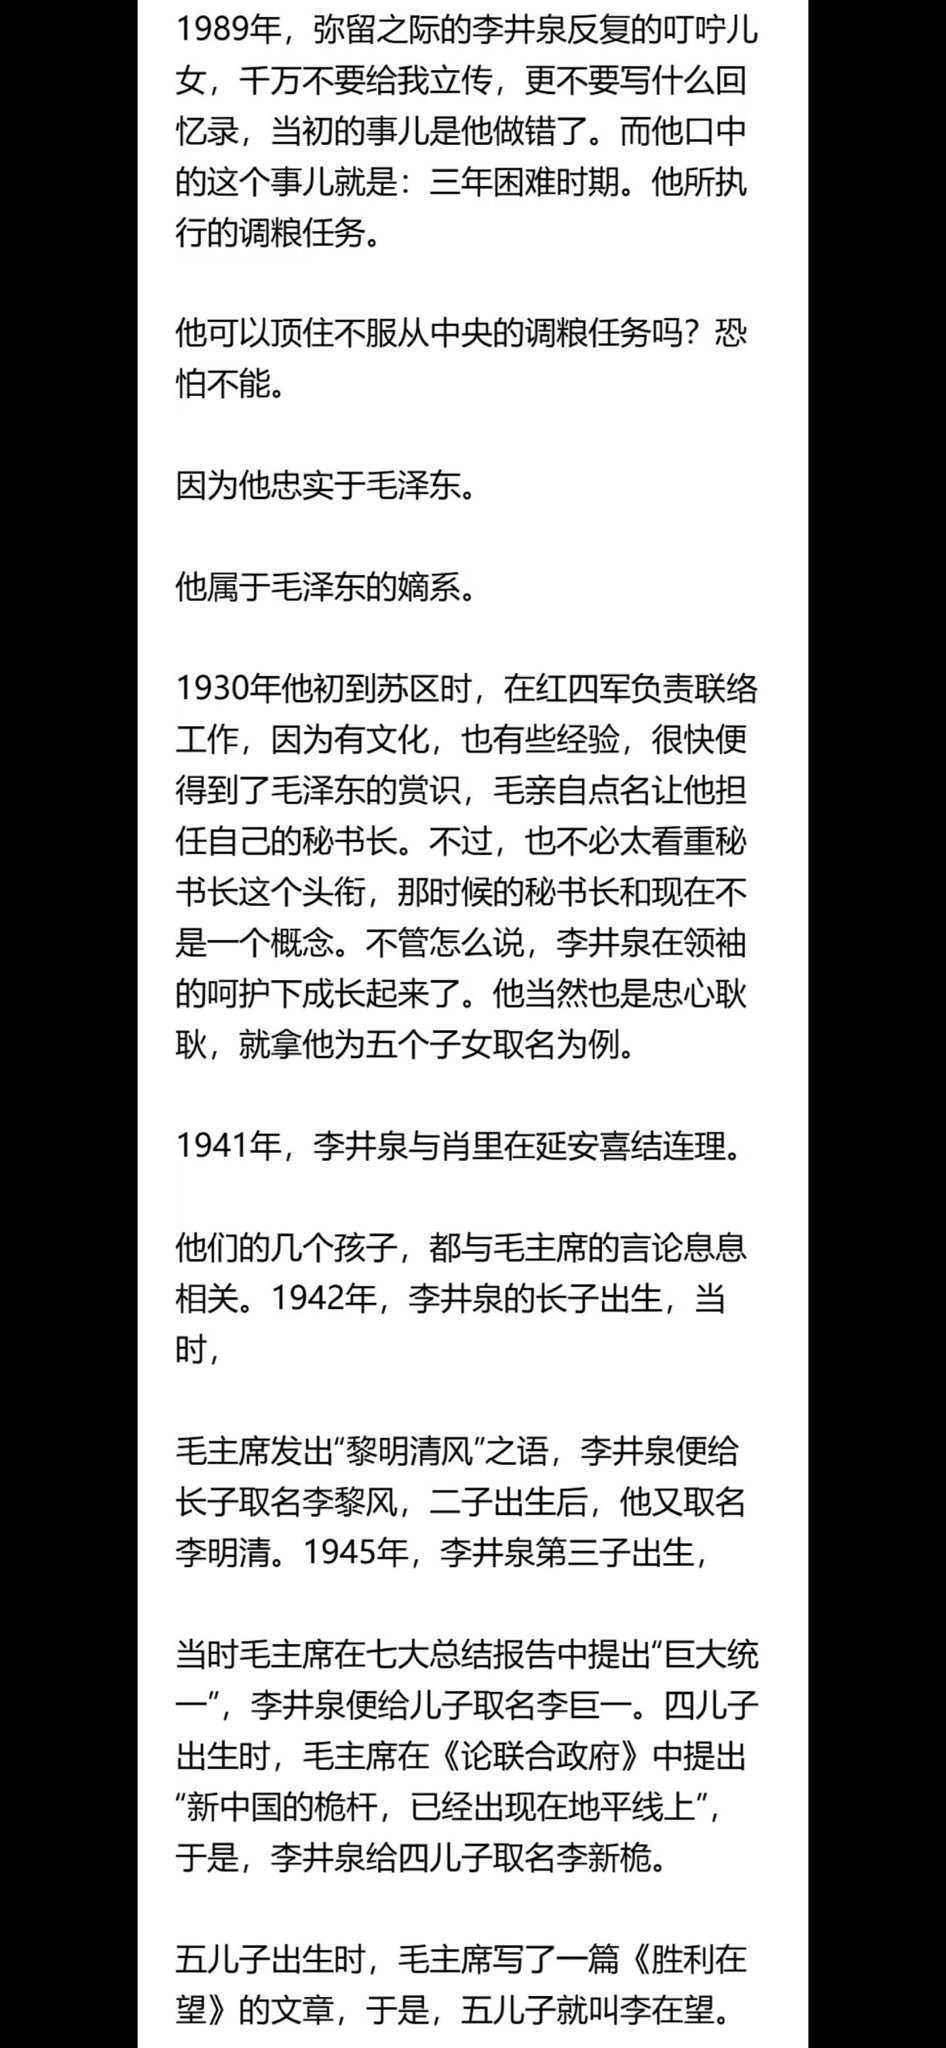 1989年，弥留之际的李井泉反复的叮咛儿
女，千万不要给我立传，更不要写什么回
忆录，当初的事儿是他做错了。而他口中
的这个事儿就是：三年困难时期。他所执
行的调粮任务。
他可以顶住不服从中央的调粮任务吗？恐
怕不能。
因为他忠实于毛泽东。
他属于毛泽东的嫡系。
1930年他初到苏区时，在红四军负责联络
工作，因为有文化，也有些经验，很快便
得到了毛泽东的赏识，毛亲自点名让他担
任自己的秘书长。不过，也不必太看重秘
书长这个头衔，那时候的秘书长和现在不
是一个概念。不管怎么说，李井泉在领袖
的呵护下成长起来了。他当然也是忠心耿
耿，就拿他为五个子女取名为例。
1941年，李井泉与肖里在延安喜结连理。
他们的几个孩子，都与毛主席的言论息息
相关。1942年，李井泉的长子出生，当
时，
毛主席发出“黎明清风”之语，李井泉便给
长子取名李黎风，二子出生后，他又取名
李明清。1945年，李井泉第三子出生，
当时毛主席在七大总结报告中提出“巨大统
一”，李井泉便给儿子取名李巨一。四儿子
出生时，毛主席在《论联合政府》中提出
“新中国的桅杆，已经出现在地平线上”，
于是，李井泉给四儿子取名李新桅。
五儿子出生时，毛主席写了一篇《胜利在
望》的文章，于是，五儿子就叫李在望。